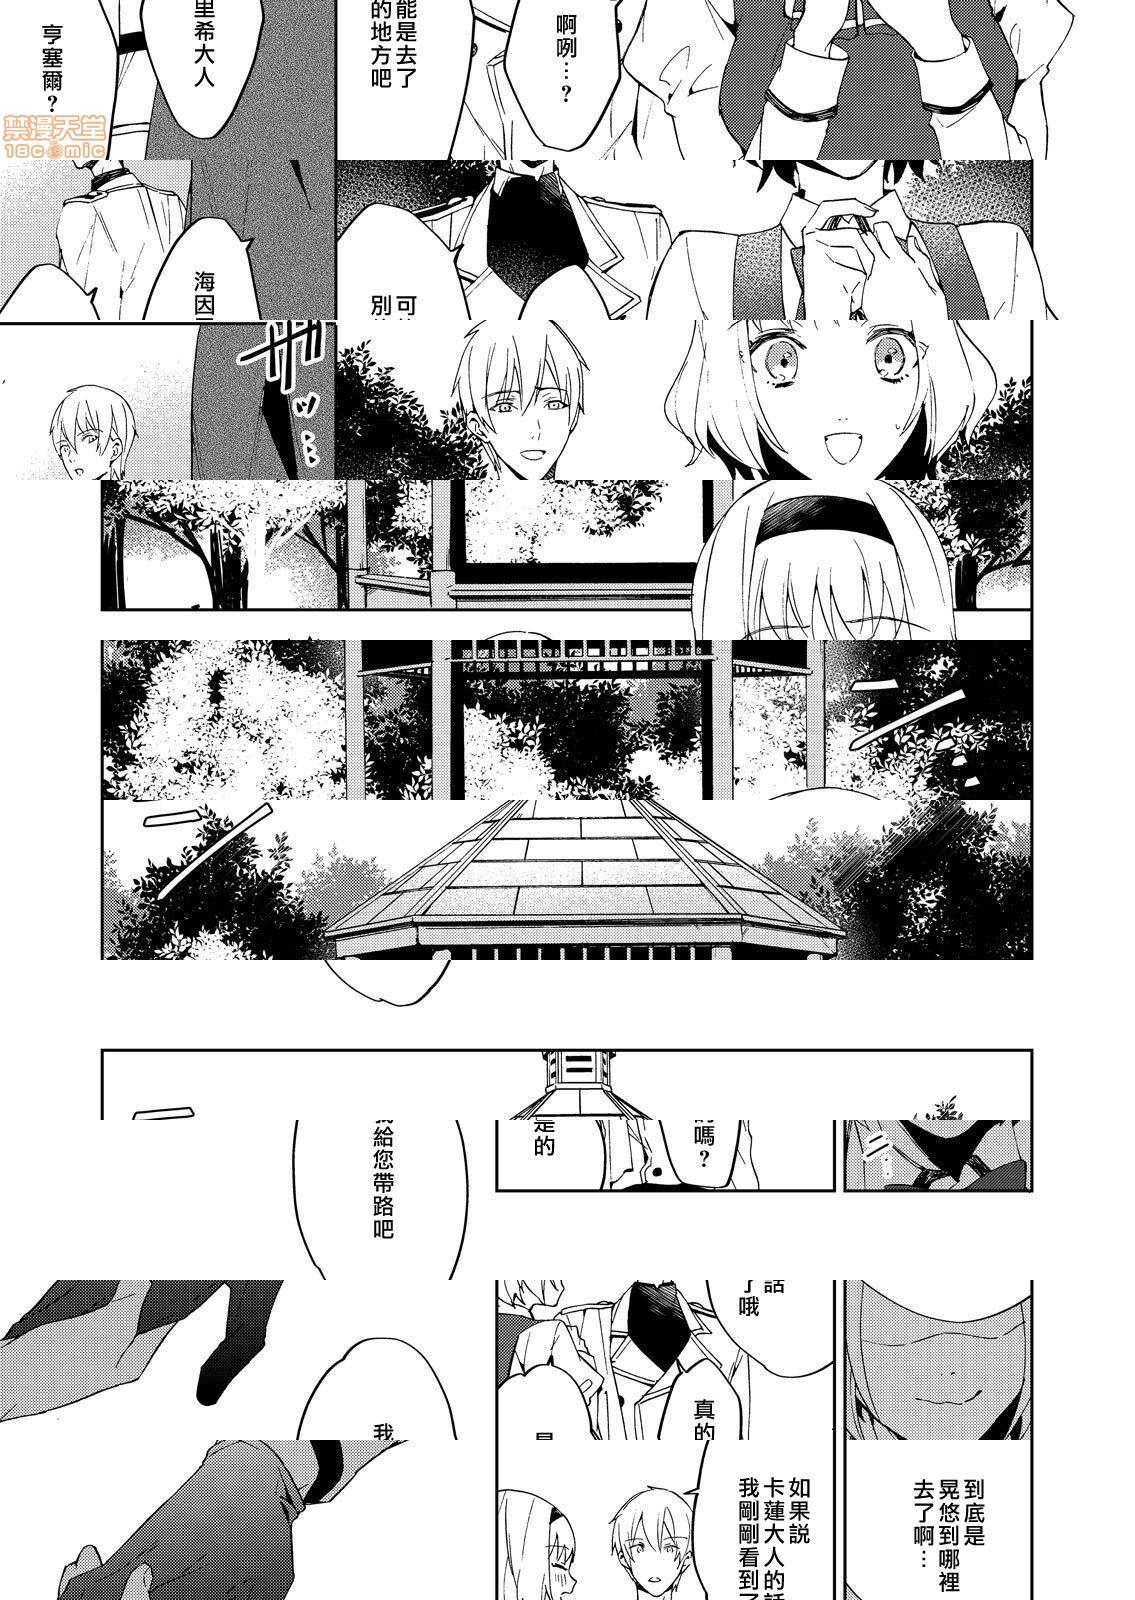 到底是
晃悠到哪裡
去了啊…
如果說
卡蓮大人的話
我剛剛看到了哦
真的嗎?
是的
我給您帶路吧
啊咧…?
可能是去了
別的地方吧
海因里希大人
亨塞爾?
禁漫天堂
18comic